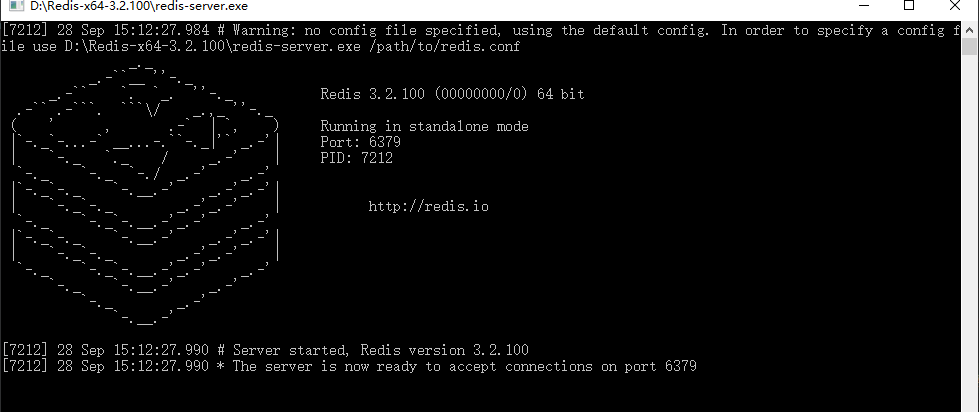 D:\Redis-x64-3.2.100\redis-server.exe
[7212] 28 Sep 15:12:27.984 # Warning: no config file specified, using the default config. In order to specify a config f
ile use D:\Redis-x64-3.2.100\redis-server.exe /path/to/redis.conf
Redis 3.2.100 (00000000/0) 64 bit
Running in standalone mode
Port: 6379
PID: 7212
http://redis.io
[7212] 28 Sep 15:12:27.990 # Server started, Redis version 3.2.100
[7212] 28 Sep 15:12:27.990 * The server is now ready to accept connections on port 6379